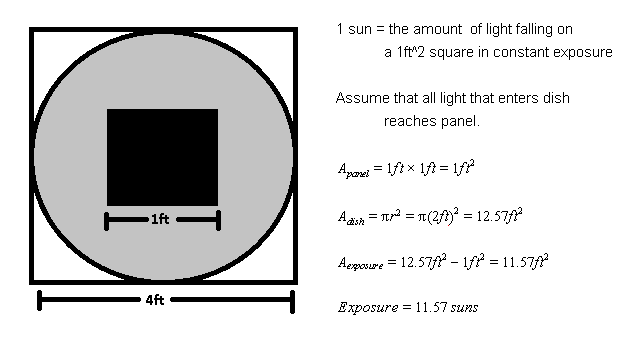 1 sun = the amount of light falling on
a 1ft^2 square in constant exposure
Assume that all light that enters dish
reaches panel.
A_panel = 1ft × 1ft = 1ft²
A_dish = πr² = π(2ft)² = 12.57ft²
A_exposure = 12.57ft² − 1ft² = 11.57ft²
Exposure = 11.57 suns
1ft
4ft